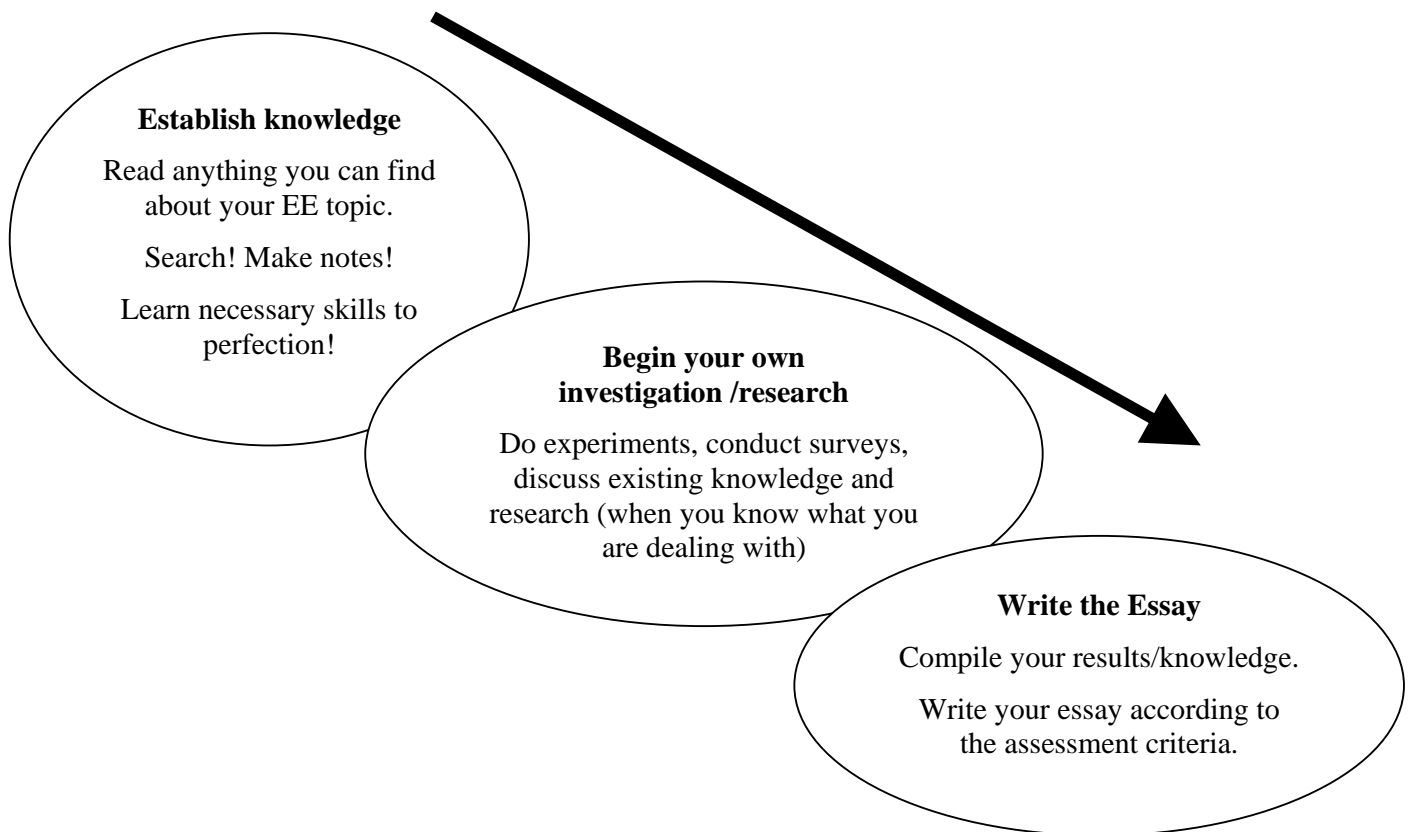 Establish knowledge
Read anything you can find
about your EE topic.
Search! Make notes!
Learn necessary skills to
perfection!
Begin your own
investigation /research
Do experiments, conduct surveys,
discuss existing knowledge and
research (when you know what you
are dealing with)
Write the Essay
Compile your results/knowledge.
Write your essay according to
the assessment criteria.